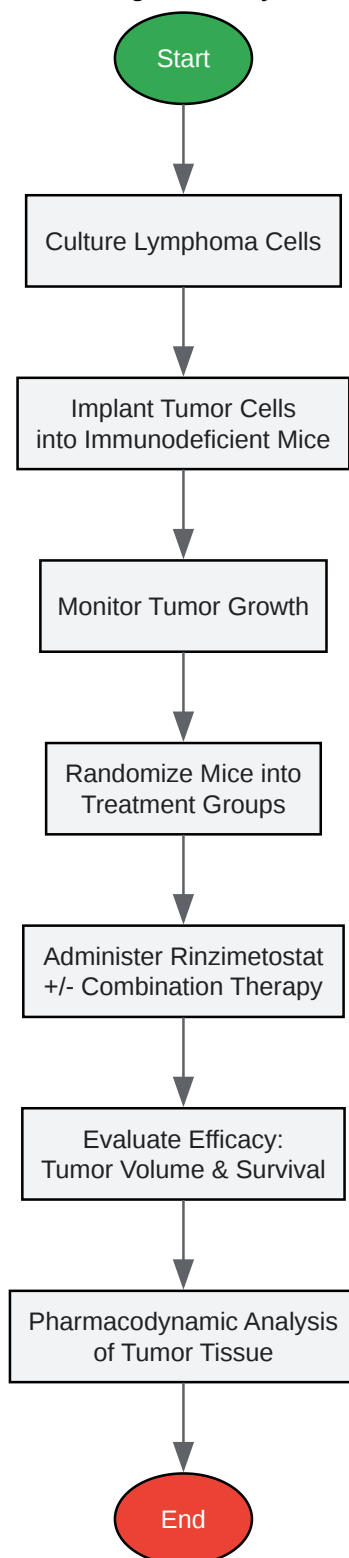 Start
Culture Lymphoma Cells
Implant Tumor Cells
into Immunodeficient Mice
Monitor Tumor Growth
Randomize Mice into
Treatment Groups
Administer Rinzimetostat
+/- Combination Therapy
Evaluate Efficacy:
Tumor Volume & Survival
Pharmacodynamic Analysis
of Tumor Tissue
End